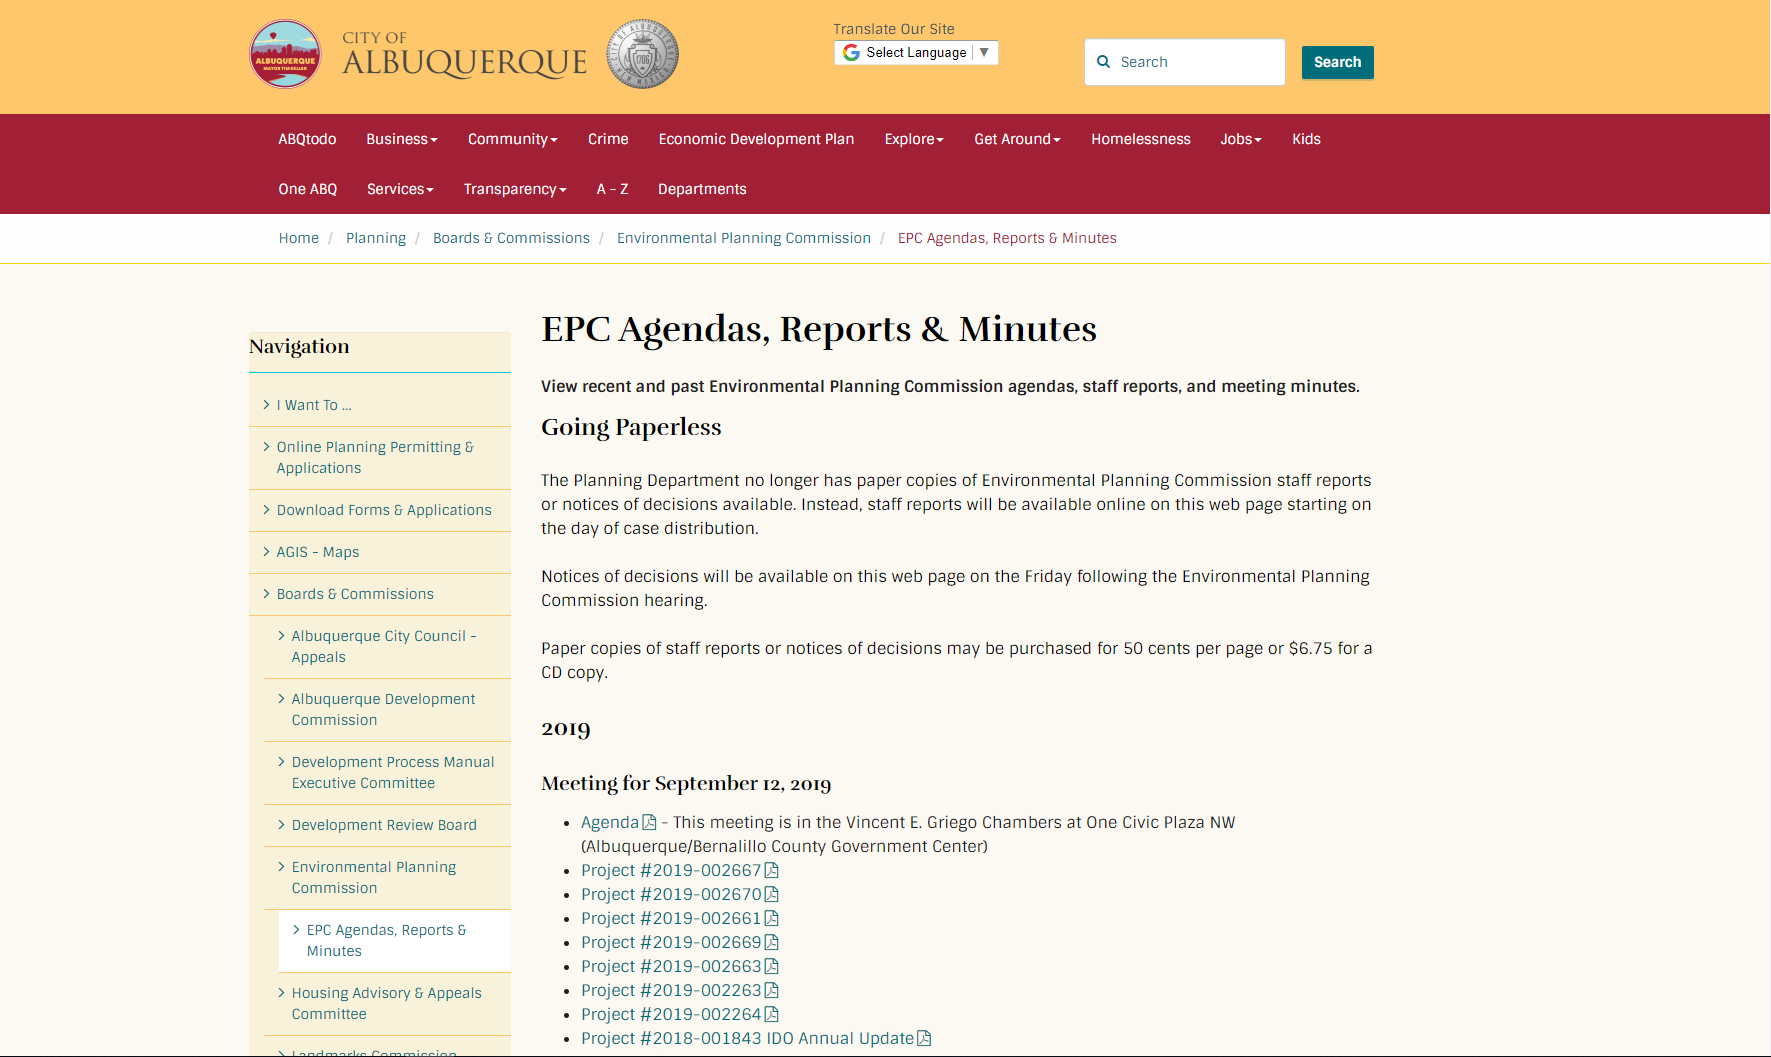 ALBUQUERQUE
MAYOR TIM KELLER
CITY OF
ALBUQUERQUE
1706
Translate Our Site
Select Language ▼
Search
Search
ABQtodo Business Community Crime Economic Development Plan Explore Get Around Homelessness Jobs Kids
One ABQ Services Transparency A - Z Departments
Home / Planning / Boards & Commissions / Environmental Planning Commission / EPC Agendas, Reports & Minutes
Navigation
I Want To ...
Online Planning Permitting &
Applications
Download Forms & Applications
AGIS - Maps
Boards & Commissions
Albuquerque City Council -
Appeals
Albuquerque Development
Commission
Development Process Manual
Executive Committee
Development Review Board
Environmental Planning
Commission
EPC Agendas, Reports &
Minutes
Housing Advisory & Appeals
Committee
Landmarks Commission
EPC Agendas, Reports & Minutes
View recent and past Environmental Planning Commission agendas, staff reports, and meeting minutes.
Going Paperless
The Planning Department no longer has paper copies of Environmental Planning Commission staff reports
or notices of decisions available. Instead, staff reports will be available online on this web page starting on
the day of case distribution.
Notices of decisions will be available on this web page on the Friday following the Environmental Planning
Commission hearing.
Paper copies of staff reports or notices of decisions may be purchased for 50 cents per page or $6.75 for a
CD copy.
2019
Meeting for September 12, 2019
• Agenda - This meeting is in the Vincent E. Griego Chambers at One Civic Plaza NW
(Albuquerque/Bernalillo County Government Center)
• Project #2019-002667
• Project #2019-002670
• Project #2019-002661
• Project #2019-002669
• Project #2019-002663
• Project #2019-002263
• Project #2019-002264
• Project #2018-001843 IDO Annual Update